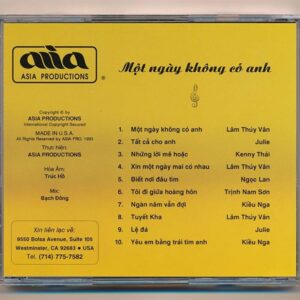 asia
ASIA PRODUCTIONS ®
Một ngày không có anh
Copyright © by
ASIA PRODUCTIONS
International Copyright Secured
MADE IN U.S.A.
All Rights Reserved by ASIA PRO. 1993
Thực hiện:
ASIA PRODUCTIONS
Hòa Âm:
Trúc Hồ
Mix:
Bạch Đông
Xin liên lạc về:
9550 Bolsa Avenue, Suite 105
Westminster, CA 92683 • USA
Tel. (714) 775-7582
1. Một ngày không có anh Lâm Thúy Vân
2. Tất cả cho anh Julie
3. Những lời mê hoặc Kenny Thái
4. Xin một ngày mai có nhau Lâm Thúy Vân
5. Biết nơi đâu tìm Ngọc Lan
6. Tôi đi giữa hoàng hôn Trịnh Nam Sơn
7. Ngàn năm vẫn đợi Kiều Nga
8. Tuyết Kha Lâm Thúy Vân
9. Lệ đá Julie
10. Yêu em bằng trái tim anh Kiều Nga